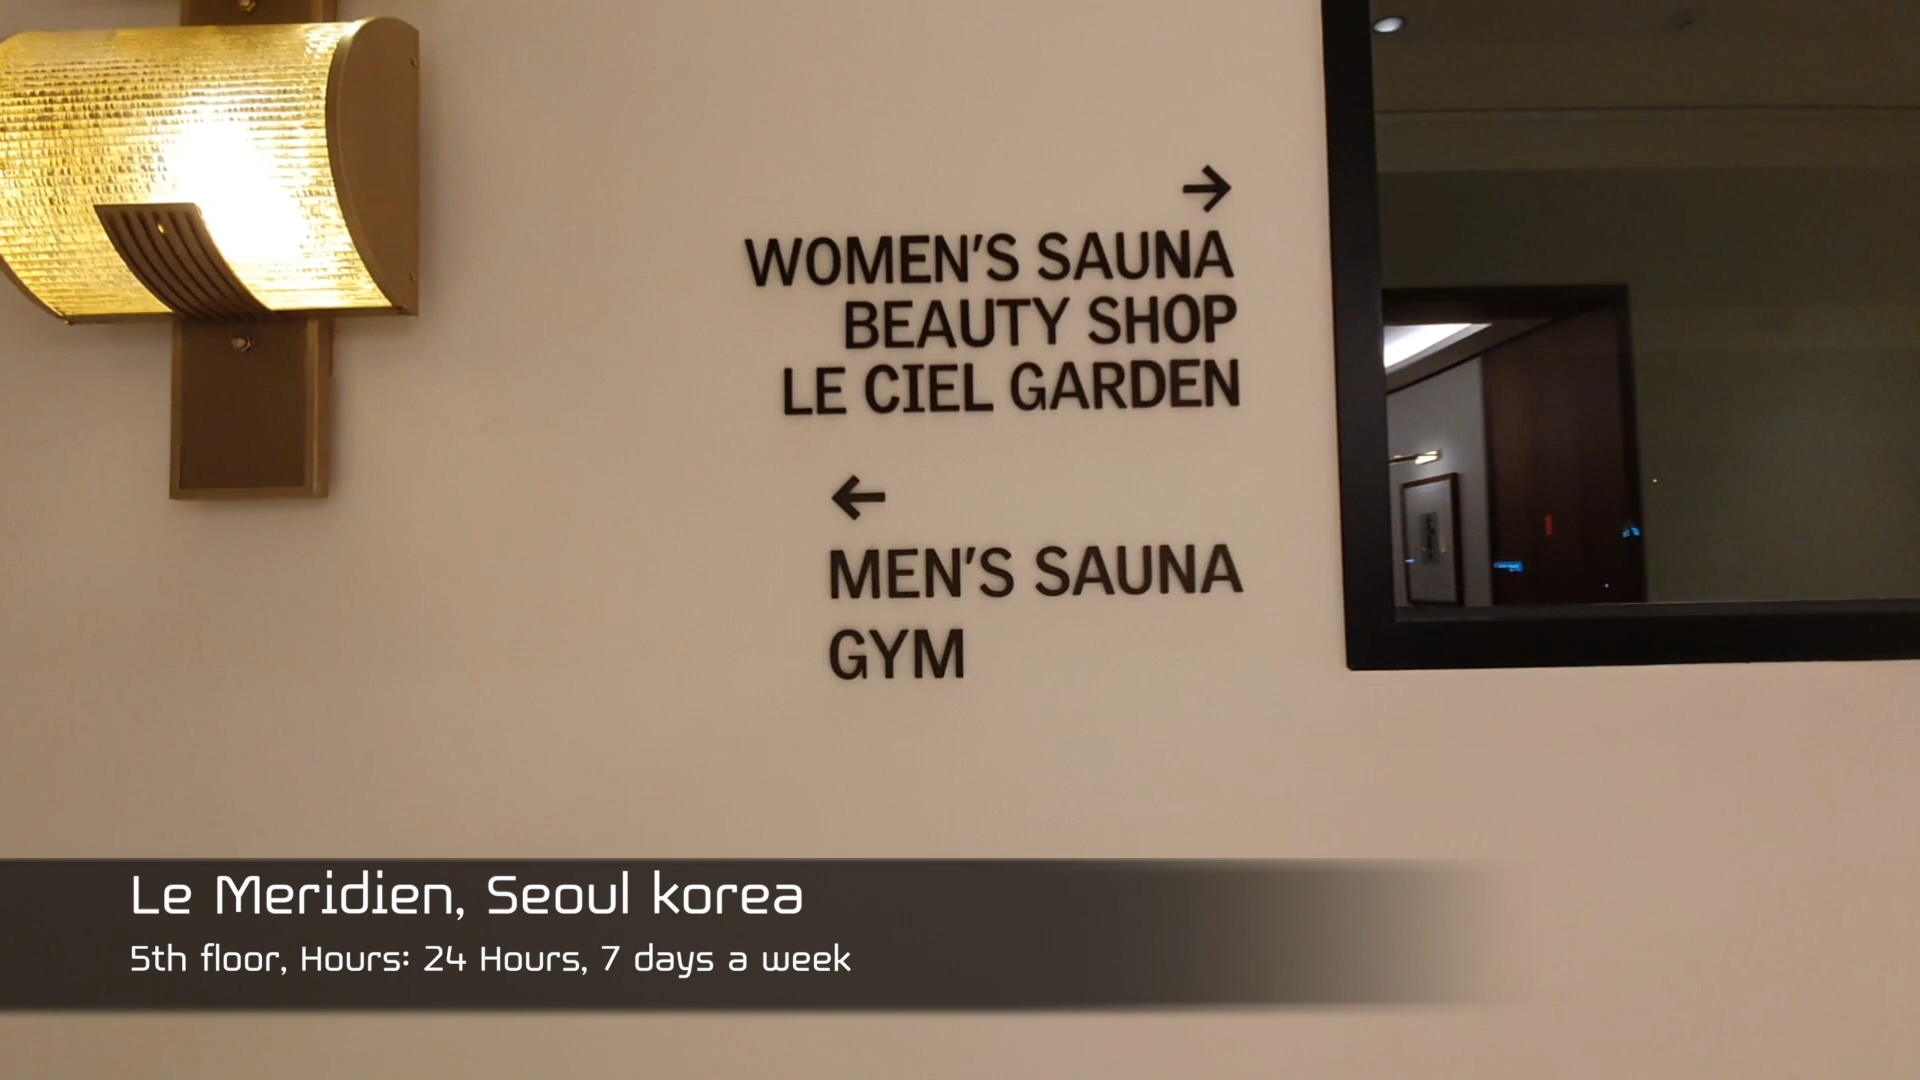 →
WOMEN'S SAUNA
BEAUTY SHOP
LE CIEL GARDEN
←
MEN'S SAUNA
GYM
Le Meridien, Seoul korea
5th floor, Hours: 24 Hours, 7 days a week